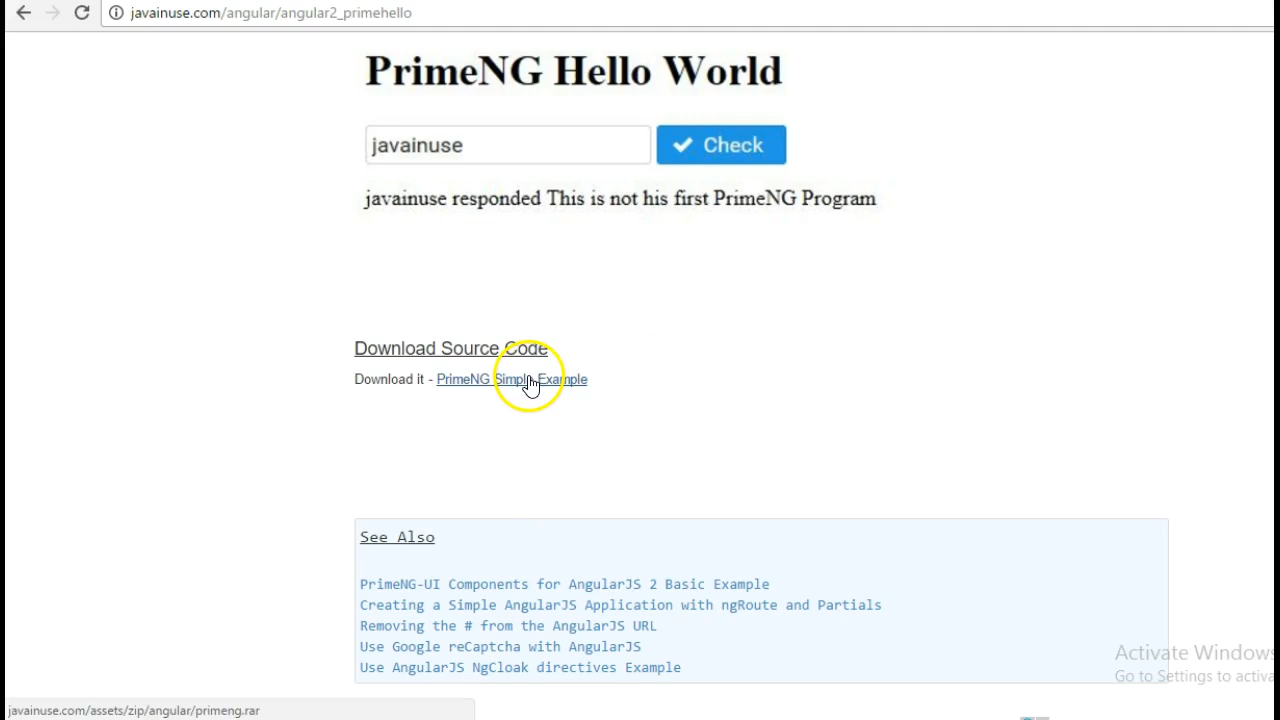 javainuse.com/angular/angular2_primehello
PrimeNG Hello World
javainuse
Check
javainuse responded This is not his first PrimeNG Program
Download Source Code
Download it - PrimeNG Simple Example
See Also
PrimeNG-UI Components for AngularJS 2 Basic Example
Creating a Simple AngularJS Application with ngRoute and Partials
Removing the # from the AngularJS URL
Use Google reCaptcha with AngularJS
Use AngularJS NgCloak directives Example
Activate Windows
Go to Settings to activa
javainuse.com/assets/zip/angular/primeng.rar